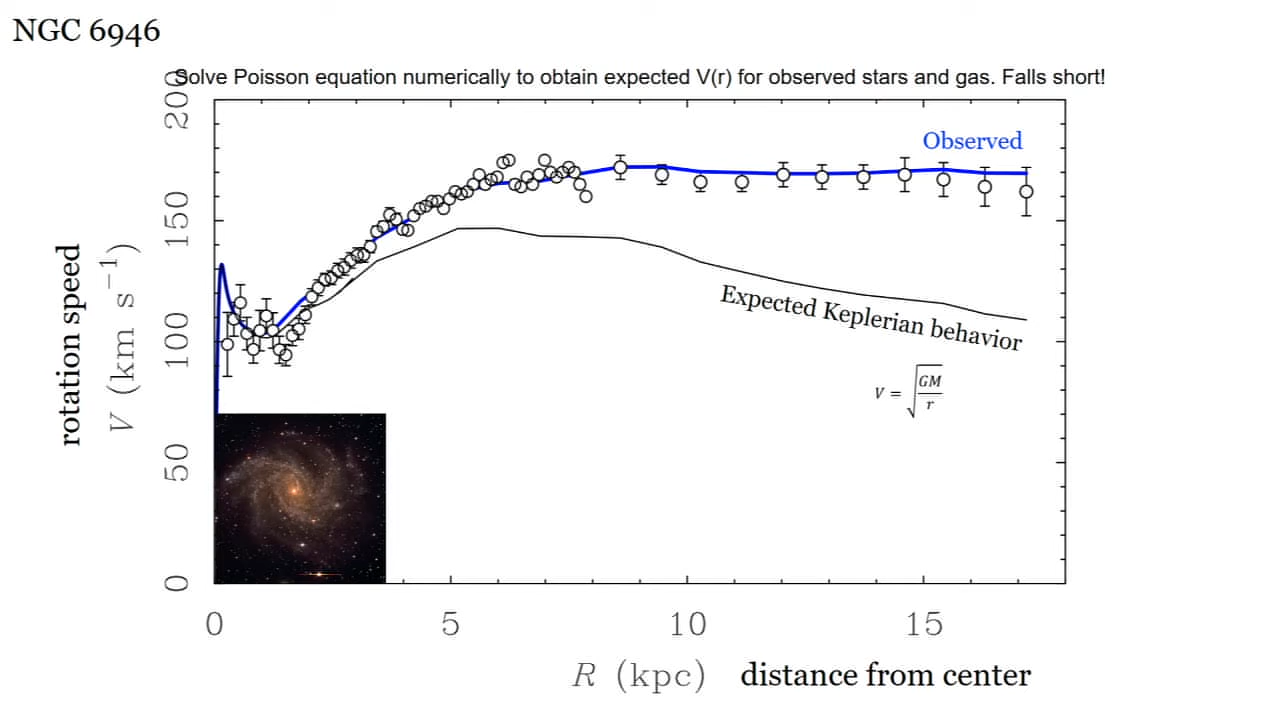 NGC 6946
Solve Poisson equation numerically to obtain expected V(r) for observed stars and gas. Falls short!
200
150
100
50
0
rotation speed
V (km s⁻¹)
Observed
Expected Keplerian behavior
V = √GM/r
0 5 10 15
R (kpc) distance from center